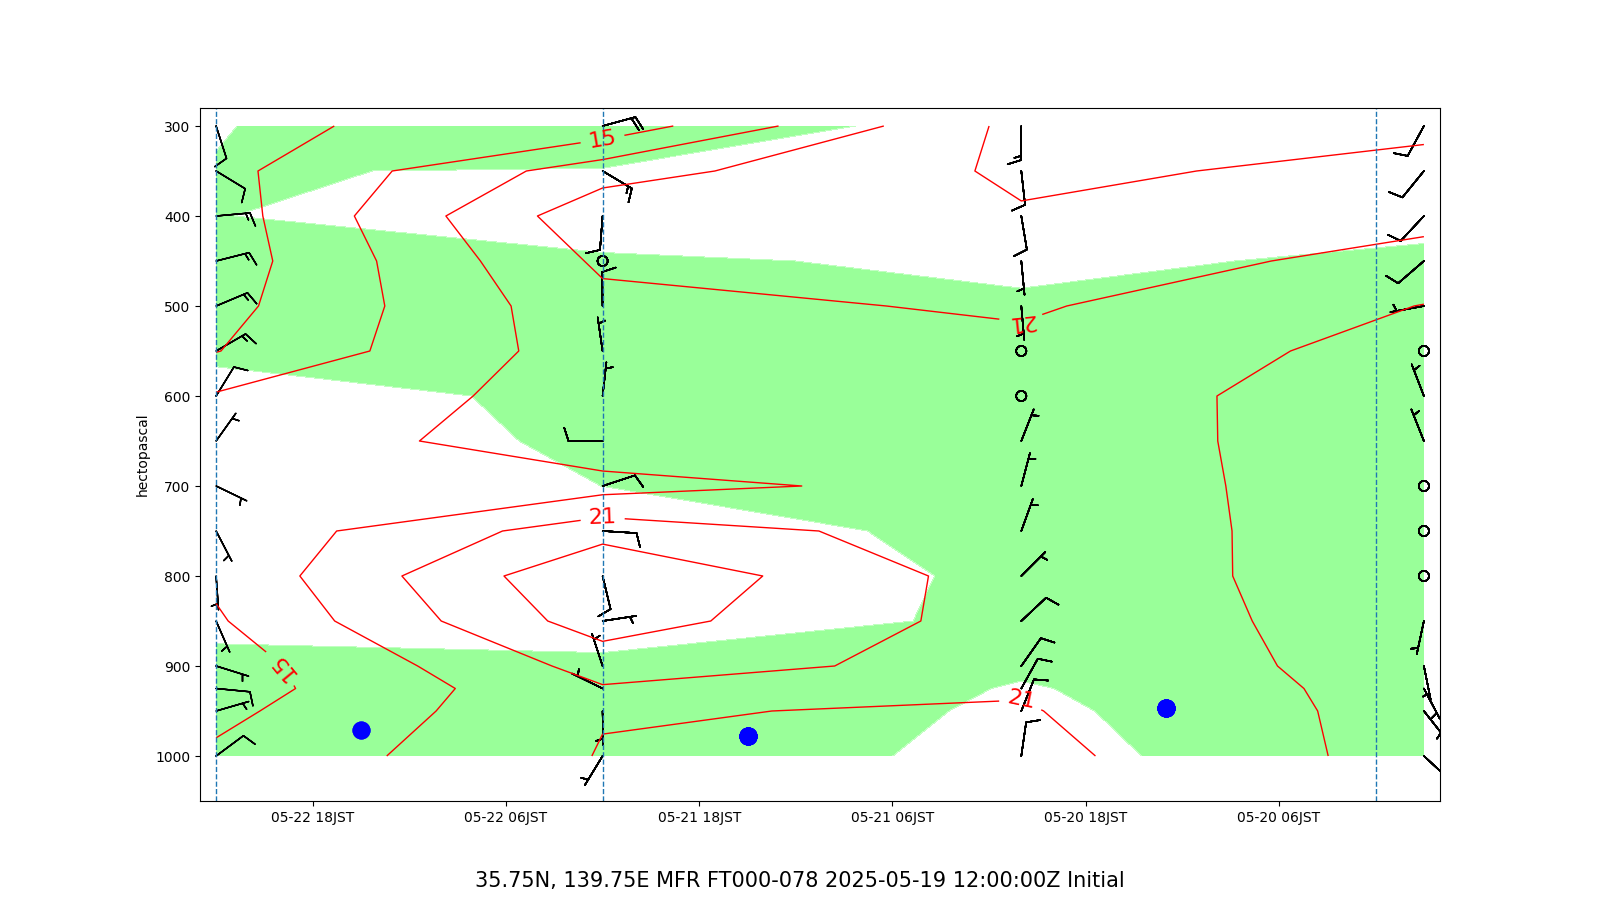 300
400
500
600
700
800
900
1000
hectopascal
15
21
21
15
21
05-22 18JST
05-22 06JST
05-21 18JST
05-21 06JST
05-20 18JST
05-20 06JST
35.75N, 139.75E MFR FT000-078 2025-05-19 12:00:00Z Initial